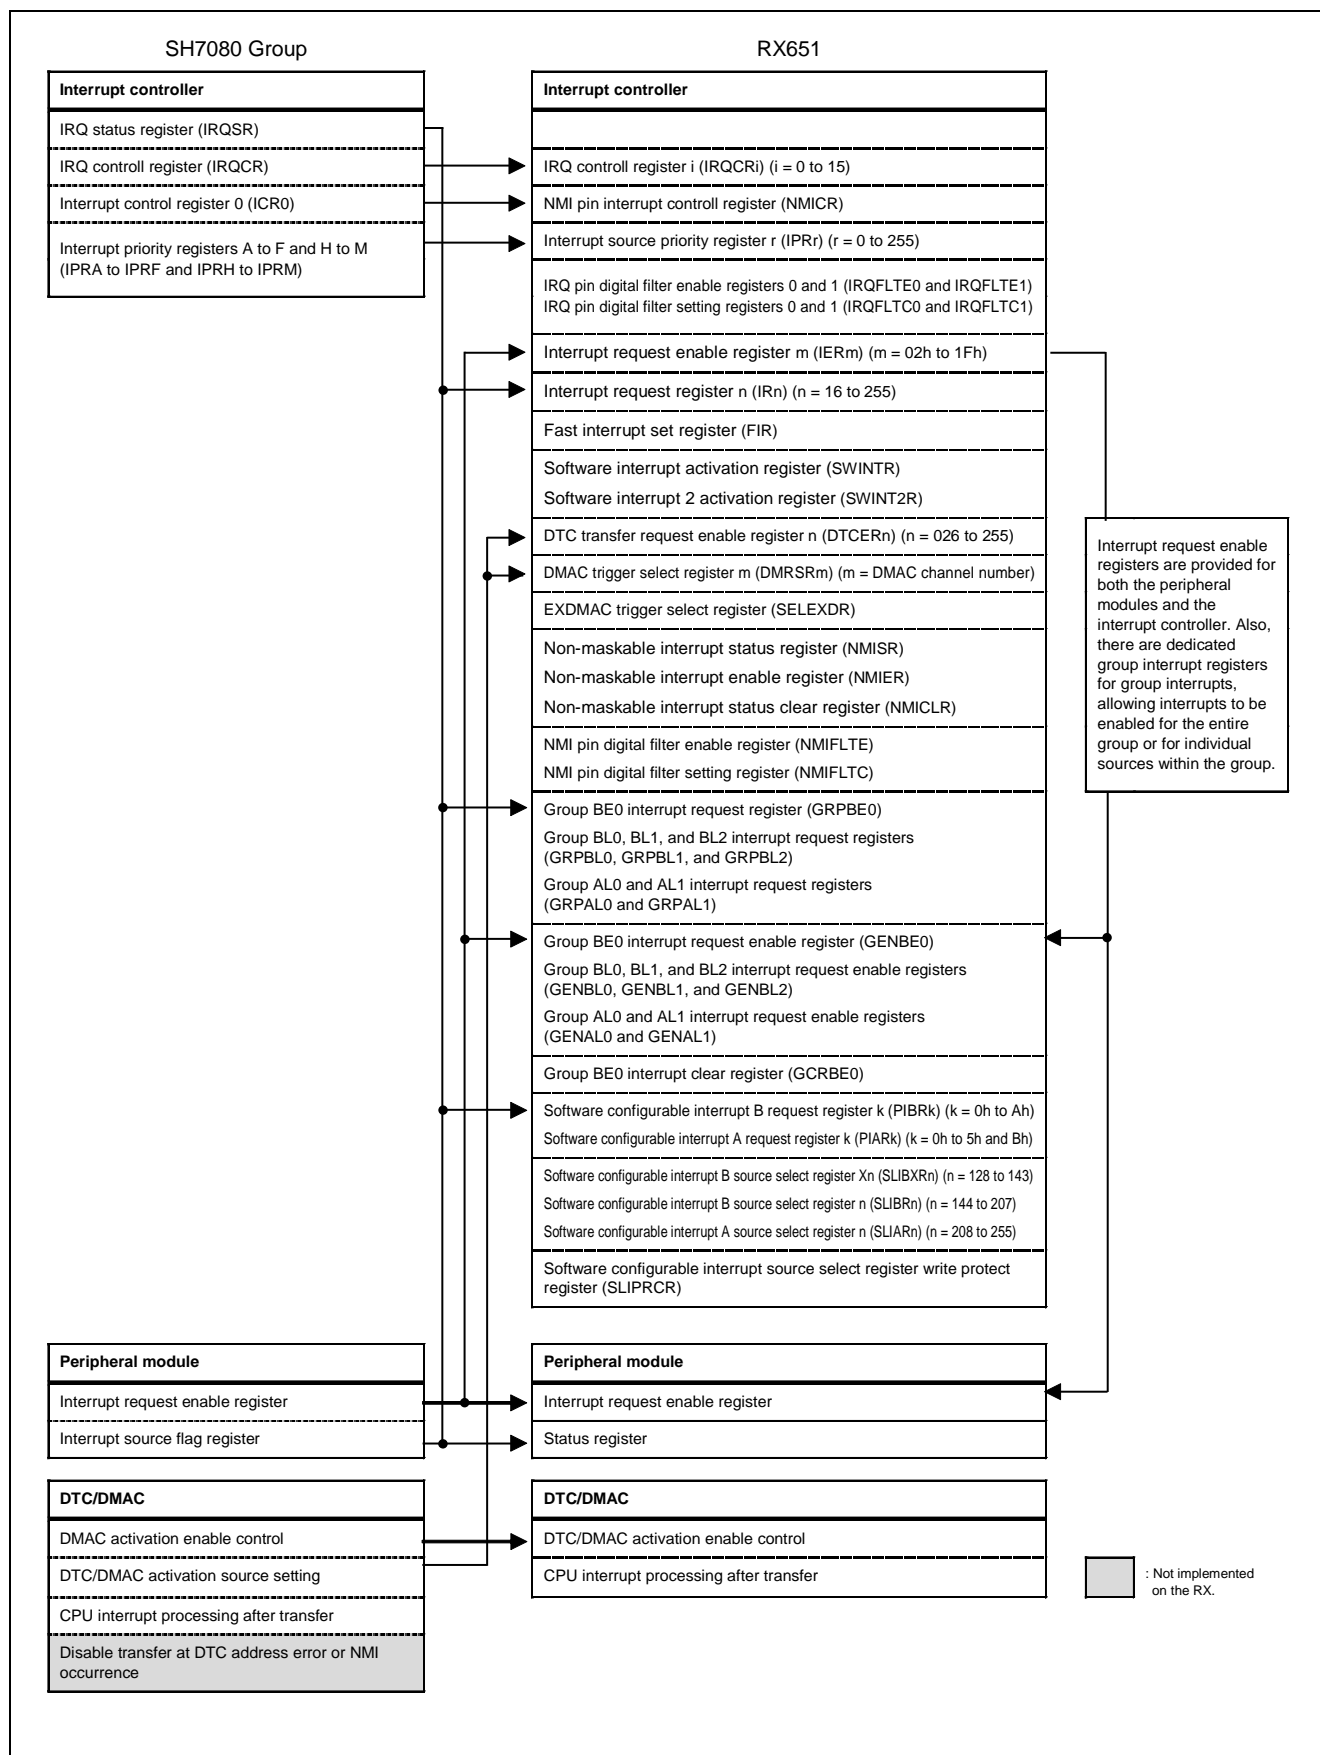 SH7080 Group
RX651
Interrupt controller
IRQ status register (IRQSR)
IRQ controll register (IRQCR)
Interrupt control register 0 (ICR0)
Interrupt priority registers A to F and H to M
(IPRA to IPRF and IPRH to IPRM)
Interrupt controller
IRQ controll register i (IRQCRi) (i = 0 to 15)
NMI pin interrupt controll register (NMICR)
Interrupt source priority register r (IPRr) (r = 0 to 255)
IRQ pin digital filter enable registers 0 and 1 (IRQFLTE0 and IRQFLTE1)
IRQ pin digital filter setting registers 0 and 1 (IRQFLTC0 and IRQFLTC1)
Interrupt request enable register m (IERm) (m = 02h to 1Fh)
Interrupt request register n (IRn) (n = 16 to 255)
Fast interrupt set register (FIR)
Software interrupt activation register (SWINTR)
Software interrupt 2 activation register (SWINT2R)
DTC transfer request enable register n (DTCERn) (n = 026 to 255)
DMAC trigger select register m (DMRSRm) (m = DMAC channel number)
EXDMAC trigger select register (SELEXDR)
Non-maskable interrupt status register (NMISR)
Non-maskable interrupt enable register (NMIER)
Non-maskable interrupt status clear register (NMICLR)
NMI pin digital filter enable register (NMIFLTE)
NMI pin digital filter setting register (NMIFLTC)
Group BE0 interrupt request register (GRPBE0)
Group BL0, BL1, and BL2 interrupt request registers
(GRPBL0, GRPBL1, and GRPBL2)
Group AL0 and AL1 interrupt request registers
(GRPAL0 and GRPAL1)
Group BE0 interrupt request enable register (GENBE0)
Group BL0, BL1, and BL2 interrupt request enable registers
(GENBL0, GENBL1, and GENBL2)
Group AL0 and AL1 interrupt request enable registers
(GENAL0 and GENAL1)
Group BE0 interrupt clear register (GCRBE0)
Software configurable interrupt B request register k (PIBRk) (k = 0h to Ah)
Software configurable interrupt A request register k (PIARk) (k = 0h to 5h and Bh)
Software configurable interrupt B source select register Xn (SLIBXRn) (n = 128 to 143)
Software configurable interrupt B source select register n (SLIBRn) (n = 144 to 207)
Software configurable interrupt A source select register n (SLIARn) (n = 208 to 255)
Software configurable interrupt source select register write protect
register (SLIPRCR)
Interrupt request enable
registers are provided for
both the peripheral
modules and the
interrupt controller. Also,
there are dedicated
group interrupt registers
for group interrupts,
allowing interrupts to be
enabled for the entire
group or for individual
sources within the group.
Peripheral module
Interrupt request enable register
Interrupt source flag register
Peripheral module
Interrupt request enable register
Status register
DTC/DMAC
DMAC activation enable control
DTC/DMAC activation source setting
CPU interrupt processing after transfer
Disable transfer at DTC address error or NMI
occurrence
DTC/DMAC
DTC/DMAC activation enable control
CPU interrupt processing after transfer
: Not implemented
on the RX.